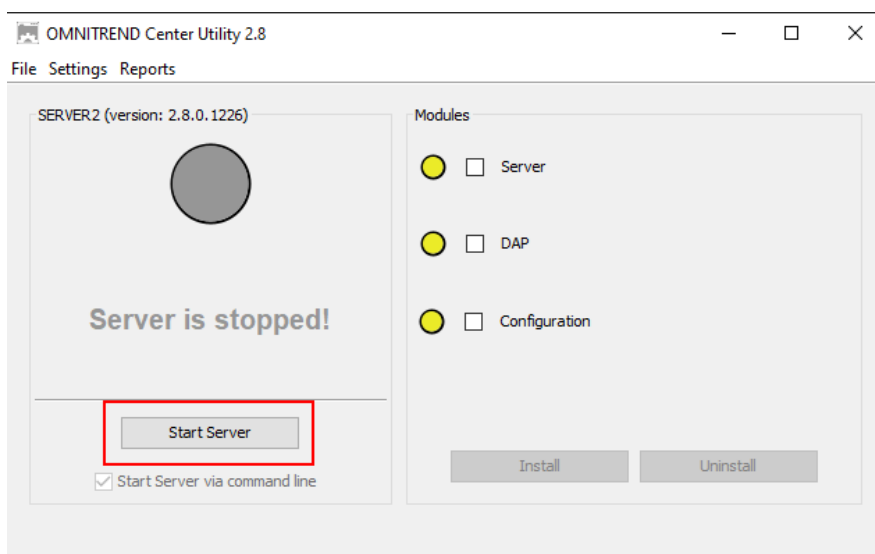 OMNITREND Center Utility 2.8
File Settings Reports
SERVER2 (version: 2.8.0.1226)
Server is stopped!
Start Server
Start Server via command line
Modules
Server
DAP
Configuration
Install
Uninstall